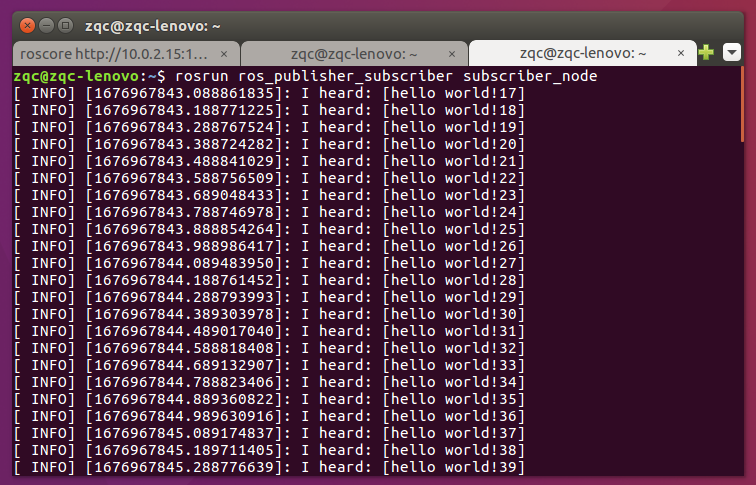 zqc@zqc-lenovo: ~
roscore http://10.0.2.15:1...
zqc@zqc-lenovo: ~
zqc@zqc-lenovo: ~
zqc@zqc-lenovo:~$ rosrun ros_publisher_subscriber subscriber_node
[ INFO] [1676967843.088861835]: I heard: [hello world!17]
[ INFO] [1676967843.188771225]: I heard: [hello world!18]
[ INFO] [1676967843.288767524]: I heard: [hello world!19]
[ INFO] [1676967843.388724282]: I heard: [hello world!20]
[ INFO] [1676967843.488841029]: I heard: [hello world!21]
[ INFO] [1676967843.588756509]: I heard: [hello world!22]
[ INFO] [1676967843.689048433]: I heard: [hello world!23]
[ INFO] [1676967843.788746978]: I heard: [hello world!24]
[ INFO] [1676967843.888854264]: I heard: [hello world!25]
[ INFO] [1676967843.988986417]: I heard: [hello world!26]
[ INFO] [1676967844.089483950]: I heard: [hello world!27]
[ INFO] [1676967844.188761452]: I heard: [hello world!28]
[ INFO] [1676967844.288793993]: I heard: [hello world!29]
[ INFO] [1676967844.389303978]: I heard: [hello world!30]
[ INFO] [1676967844.489017040]: I heard: [hello world!31]
[ INFO] [1676967844.588818408]: I heard: [hello world!32]
[ INFO] [1676967844.689132907]: I heard: [hello world!33]
[ INFO] [1676967844.788823406]: I heard: [hello world!34]
[ INFO] [1676967844.889360822]: I heard: [hello world!35]
[ INFO] [1676967844.989630916]: I heard: [hello world!36]
[ INFO] [1676967845.089174837]: I heard: [hello world!37]
[ INFO] [1676967845.189711405]: I heard: [hello world!38]
[ INFO] [1676967845.288776639]: I heard: [hello world!39]